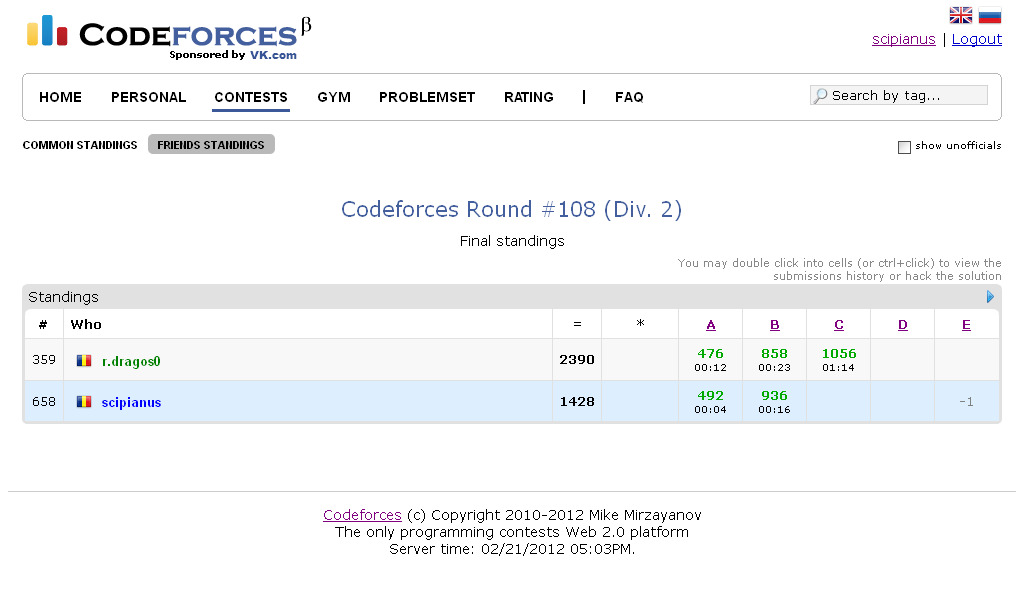 CODEFORCES β
Sponsored by VK.com
scipianus | Logout
HOME PERSONAL CONTESTS GYM PROBLEMSET RATING | FAQ Search by tag...
COMMON STANDINGS FRIENDS STANDINGS show unofficials
Codeforces Round #108 (Div. 2)
Final standings
You may double click into cells (or ctrl+click) to view the
submissions history or hack the solution
Standings
# Who = * A B C D E
359 r.dragos0 2390 476 858 1056
00:12 00:23 01:14
658 scipianus 1428 492 936 -1
00:04 00:16
Codeforces (c) Copyright 2010-2012 Mike Mirzayanov
The only programming contests Web 2.0 platform
Server time: 02/21/2012 05:03PM.